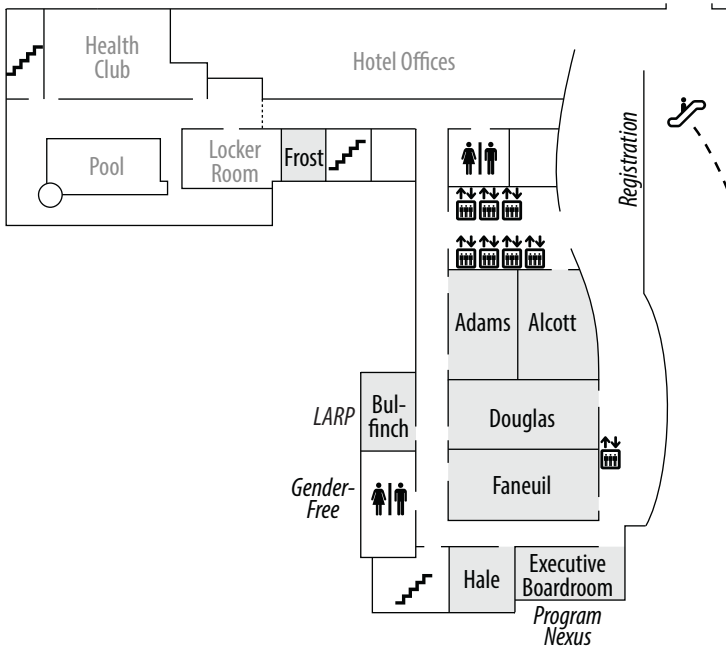 Health
Club
Hotel Offices
Pool
Locker
Room
Frost
Registration
Adams
Alcott
LARP
Bul-
finch
Douglas
Gender-
Free
Faneuil
Hale
Executive
Boardroom
Program
Nexus